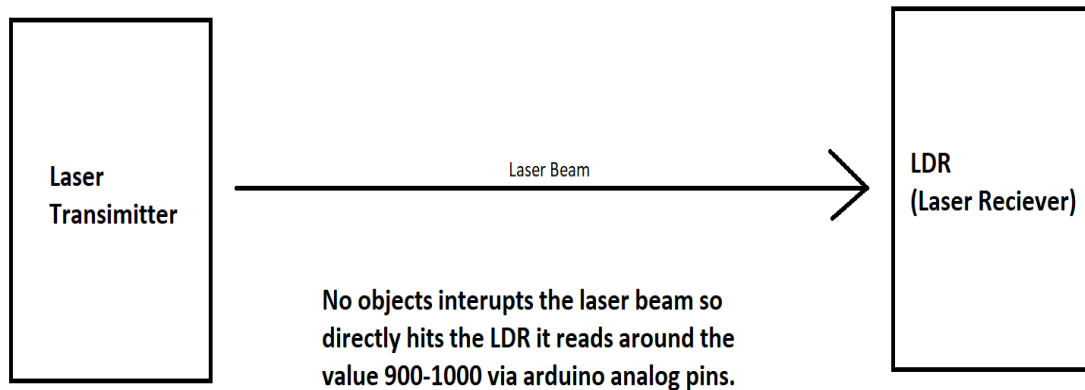 Laser
Transimitter
Laser Beam
LDR
(Laser Reciever)
No objects interupts the laser beam so
directly hits the LDR it reads around the
value 900-1000 via arduino analog pins.